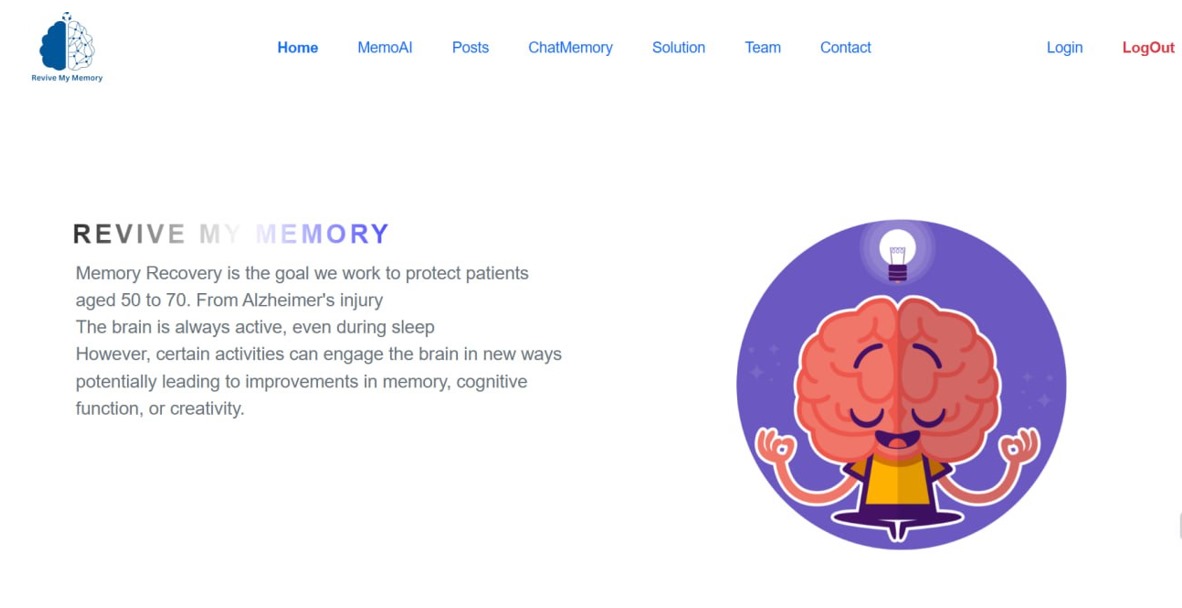 Revive My Memory
Home MemoAI Posts ChatMemory Solution Team Contact Login LogOut
REVIVE MY MEMORY
Memory Recovery is the goal we work to protect patients
aged 50 to 70. From Alzheimer's injury
The brain is always active, even during sleep
However, certain activities can engage the brain in new ways
potentially leading to improvements in memory, cognitive
function, or creativity.